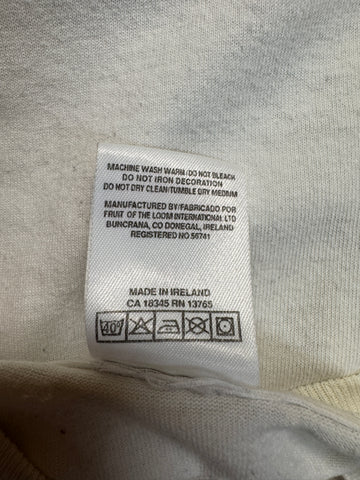 MACHINE WASH WARM/DO NOT BLEACH
DO NOT IRON DECORATION
DO NOT DRY CLEAN/TUMBLE DRY MEDIUM
MANUFACTURED BY/FABRICADO POR
FRUIT OF THE LOOM INTERNATIONAL LTD
BUNCRANA, CO DONEGAL, IRELAND
REGISTERED NO 56741
MADE IN IRELAND
CA 18345 RN 13765
40°